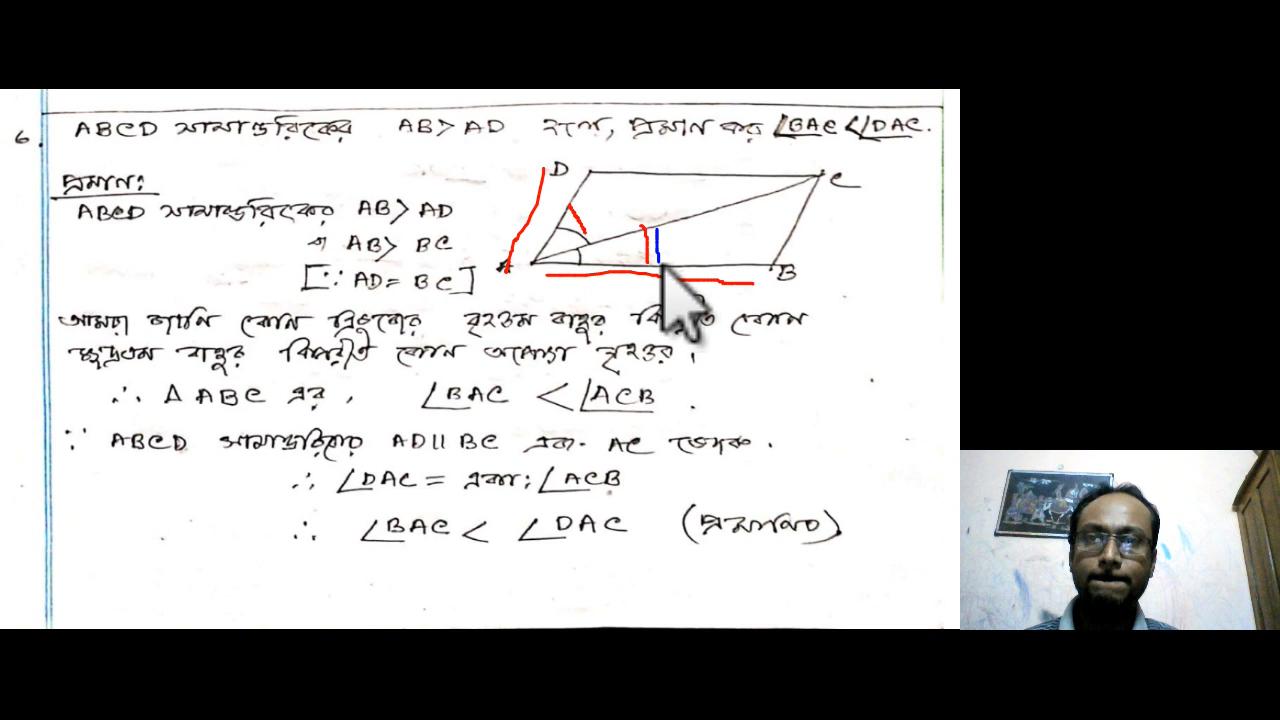 6. ABCD সামান্তরিকের AB > AD হলে, প্রমাণ কর ∠BAC < ∠DAC.
D
C
A
B
প্রমাণ:
ABCD সামান্তরিকের AB > AD
বা AB > BC
[∵ AD = BC]
আমরা জানি কোন ত্রিভুজের বৃহত্তম বাহুর বিপরীত কোণ
ক্ষুদ্রতম বাহুর বিপরীত কোণ অপেক্ষা বৃহত্তর।
∴ Δ ABC এর, ∠BAC < ∠ACB .
∵ ABCD সামান্তরিকের AD || BC এবং AC ভেদক.
∴ ∠DAC = একা: ∠ACB
∴ ∠BAC < ∠DAC (প্রমাণিত)